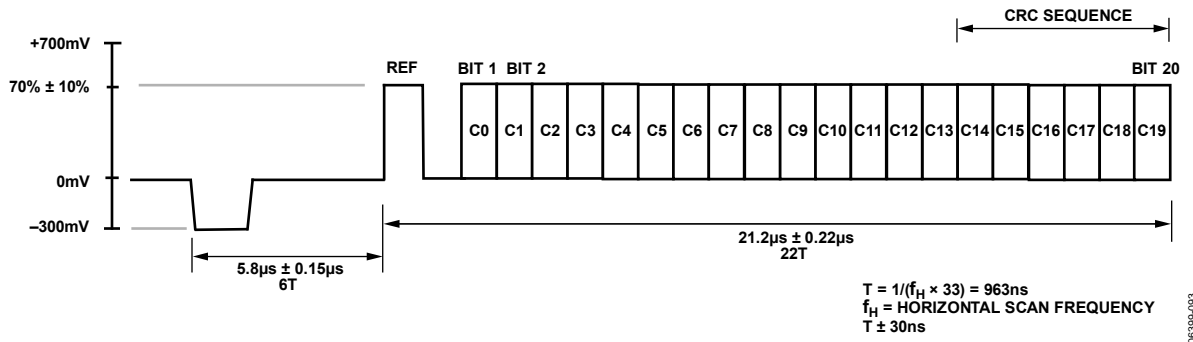 CRC SEQUENCE
+700mV
REF
BIT 1 BIT 2
BIT 20
70% ± 10%
C0 C1 C2 C3 C4 C5 C6 C7 C8 C9 C10 C11 C12 C13 C14 C15 C16 C17 C18 C19
0mV
–300mV
21.2µs ± 0.22µs
22T
5.8µs ± 0.15µs
6T
T = 1/(fH × 33) = 963ns
fH = HORIZONTAL SCAN FREQUENCY
T ± 30ns
06399-093